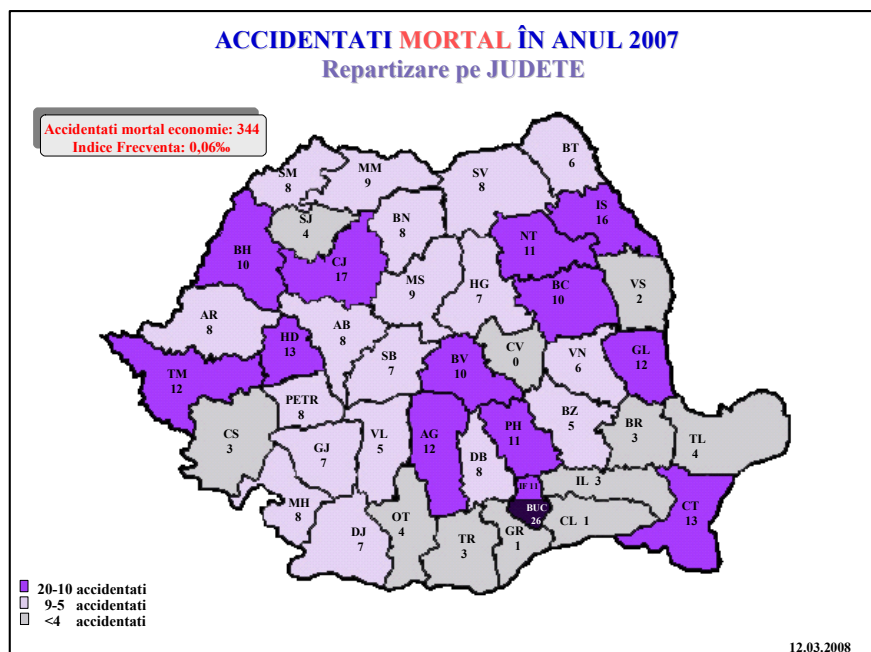 ACCIDENTATI MORTAL ÎN ANUL 2007
Repartizare pe JUDETE
Accidentati mortal economie: 344
Indice Frecventa: 0,06‰
BT
6
SM
8
MM
9
SV
8
IS
16
SJ
4
BN
8
NT
11
BH
10
CJ
17
MS
9
HG
7
BC
10
VS
2
AR
8
AB
8
HD
13
SB
7
BV
10
CV
0
VN
6
GL
12
TM
12
PETR
8
CS
3
GJ
7
VL
5
AG
12
PH
11
DB
8
BZ
5
BR
3
TL
4
IF 11
IL 3
MH
8
DJ
7
OT
4
TR
3
GR
1
BUC
26
CL 1
CT
13
20-10 accidentati
9-5 accidentati
<4 accidentati
12.03.2008